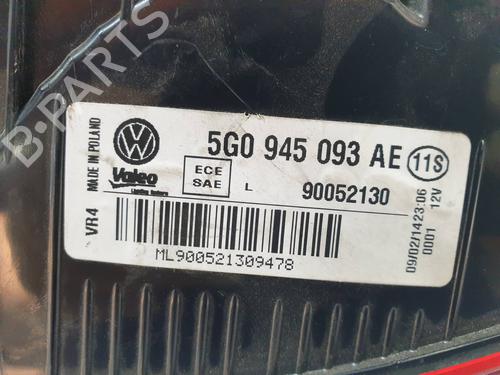 B-PARTS
MADE IN POLAND
VR4
Valeo
ECE
SAE
L
5G0 945 093 AE
11S
90052130
ML900521309478
09/02/1423:06
0001 12V